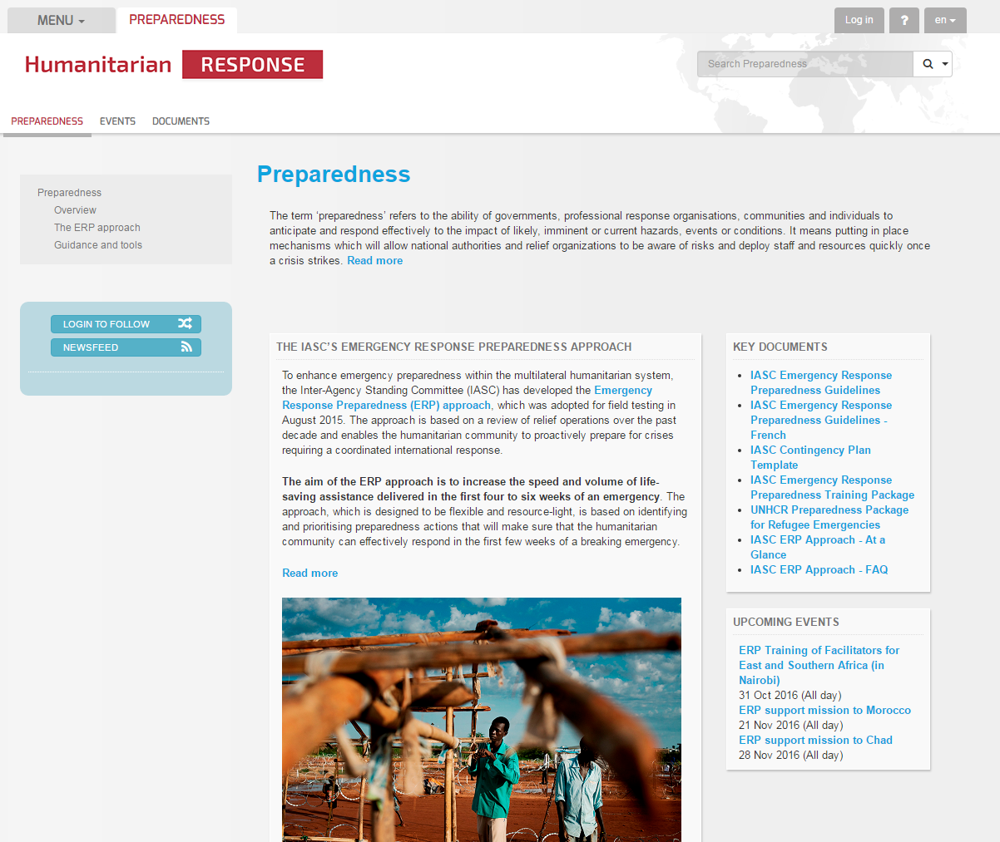 MENU
PREPAREDNESS
Log in
?
en
Humanitarian RESPONSE
Search Preparedness
PREPAREDNESS
EVENTS
DOCUMENTS
Preparedness
Overview
The ERP approach
Guidance and tools
LOGIN TO FOLLOW
NEWSFEED
Preparedness
The term ‘preparedness’ refers to the ability of governments, professional response organisations, communities and individuals to
anticipate and respond effectively to the impact of likely, imminent or current hazards, events or conditions. It means putting in place
mechanisms which will allow national authorities and relief organizations to be aware of risks and deploy staff and resources quickly once
a crisis strikes. Read more
THE IASC’S EMERGENCY RESPONSE PREPAREDNESS APPROACH
To enhance emergency preparedness within the multilateral humanitarian system,
the Inter-Agency Standing Committee (IASC) has developed the Emergency
Response Preparedness (ERP) approach, which was adopted for field testing in
August 2015. The approach is based on a review of relief operations over the past
decade and enables the humanitarian community to proactively prepare for crises
requiring a coordinated international response.
The aim of the ERP approach is to increase the speed and volume of life-
saving assistance delivered in the first four to six weeks of an emergency. The
approach, which is designed to be flexible and resource-light, is based on identifying
and prioritising preparedness actions that will make sure that the humanitarian
community can effectively respond in the first few weeks of a breaking emergency.
Read more
KEY DOCUMENTS
IASC Emergency Response
Preparedness Guidelines
IASC Emergency Response
Preparedness Guidelines -
French
IASC Contingency Plan
Template
IASC Emergency Response
Preparedness Training Package
UNHCR Preparedness Package
for Refugee Emergencies
IASC ERP Approach - At a
Glance
IASC ERP Approach - FAQ
UPCOMING EVENTS
ERP Training of Facilitators for
East and Southern Africa (in
Nairobi)
31 Oct 2016 (All day)
ERP support mission to Morocco
21 Nov 2016 (All day)
ERP support mission to Chad
28 Nov 2016 (All day)